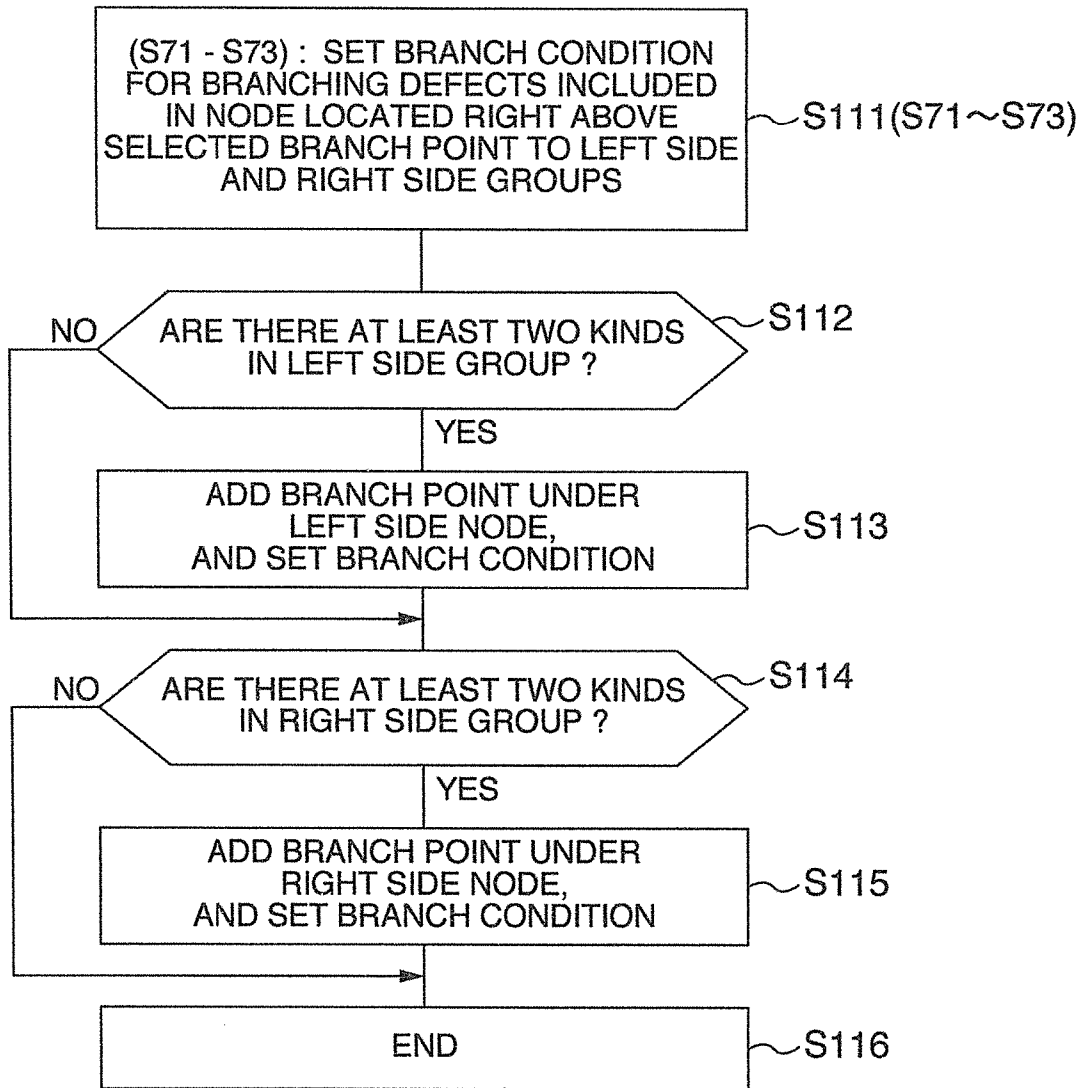 (S71 - S73) : SET BRANCH CONDITION
FOR BRANCHING DEFECTS INCLUDED
IN NODE LOCATED RIGHT ABOVE
SELECTED BRANCH POINT TO LEFT SIDE
AND RIGHT SIDE GROUPS
S111(S71~S73)
NO
ARE THERE AT LEAST TWO KINDS
IN LEFT SIDE GROUP ?
S112
YES
ADD BRANCH POINT UNDER
LEFT SIDE NODE,
AND SET BRANCH CONDITION
S113
NO
ARE THERE AT LEAST TWO KINDS
IN RIGHT SIDE GROUP ?
S114
YES
ADD BRANCH POINT UNDER
RIGHT SIDE NODE,
AND SET BRANCH CONDITION
S115
END
S116